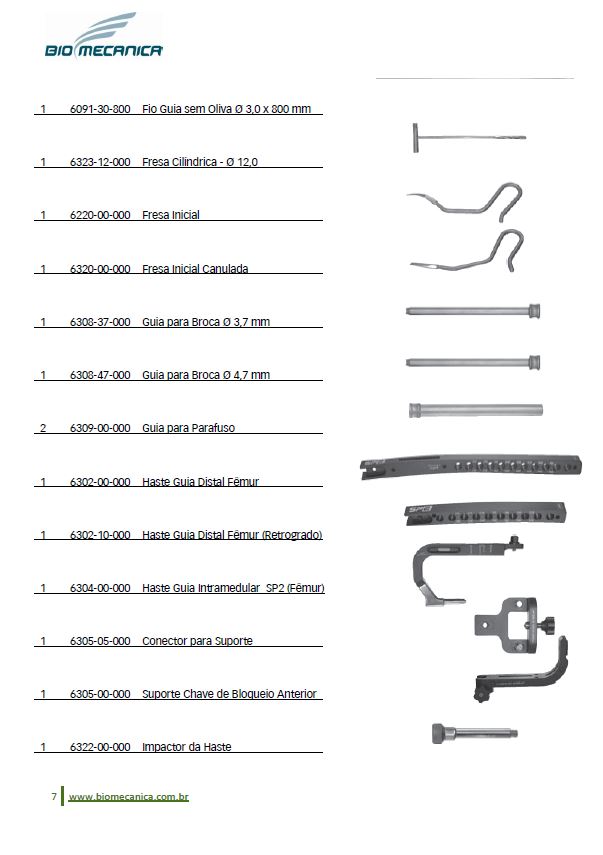 BIOMECANICA
1 6091-30-800 Fio Guia sem Oliva Ø 3,0 x 800 mm
1 6323-12-000 Fresa Cilindrica - Ø 12,0
1 6220-00-000 Fresa Inicial
1 6320-00-000 Fresa Inicial Canulada
1 6308-37-000 Guia para Broca Ø 3,7 mm
1 6308-47-000 Guia para Broca Ø 4,7 mm
2 6309-00-000 Guia para Parafuso
1 6302-00-000 Haste Guia Distal Fêmur
1 6302-10-000 Haste Guia Distal Fêmur (Retrogrado)
1 6304-00-000 Haste Guia Intramedular SP2 (Fêmur)
1 6305-05-000 Conector para Suporte
1 6305-00-000 Suporte Chave de Bloqueio Anterior
1 6322-00-000 Impactor da Haste
7 www.biomecanica.com.br